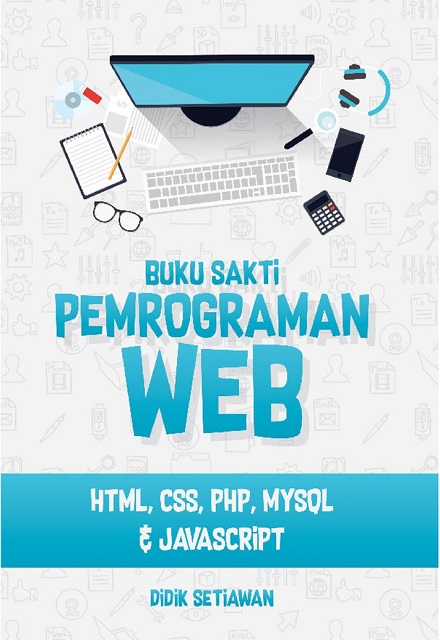 BUKU SAKTI
PEMROGRAMAN
WEB
HTML, CSS, PHP, MYSQL
& JAVASCRIPT
DIDIK SETIAWAN